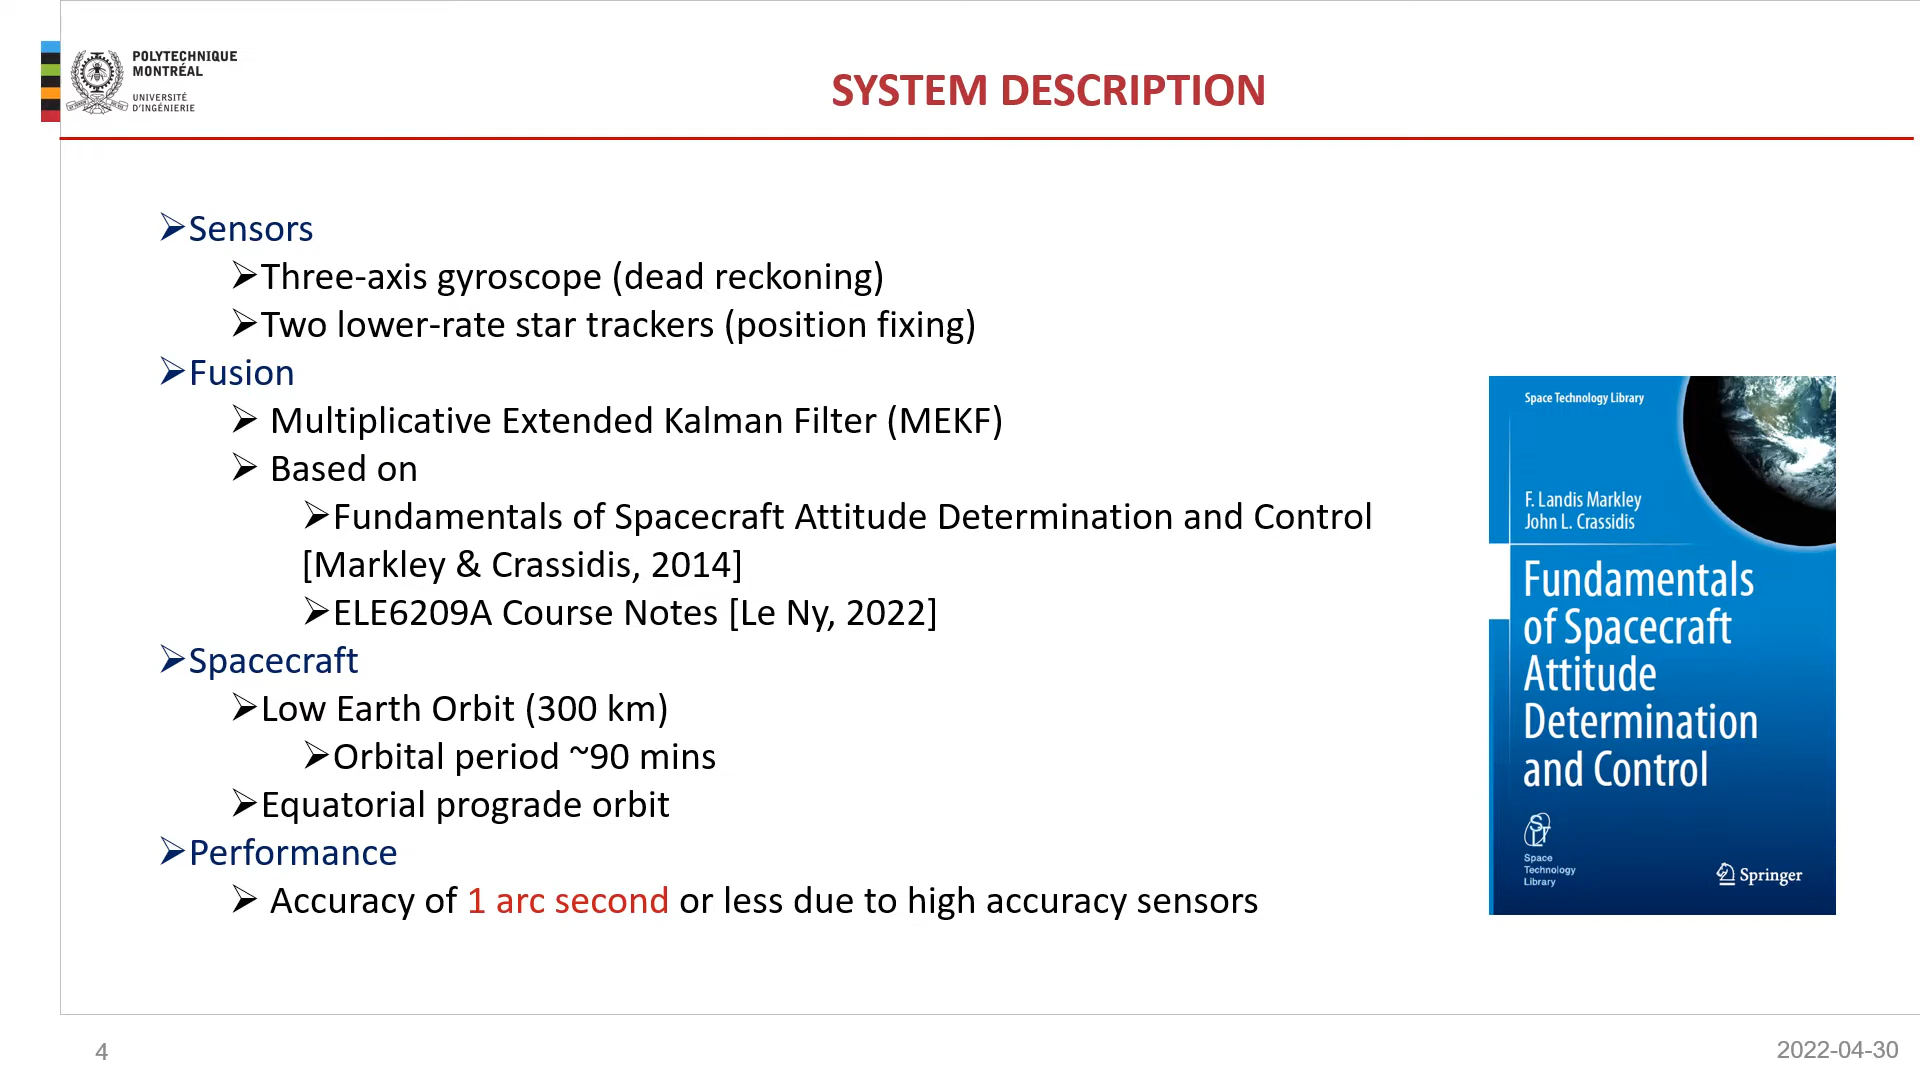 POLYTECHNIQUE
MONTRÉAL
UNIVERSITÉ
D'INGÉNIERIE
SYSTEM DESCRIPTION
Sensors
Three-axis gyroscope (dead reckoning)
Two lower-rate star trackers (position fixing)
Fusion
Multiplicative Extended Kalman Filter (MEKF)
Based on
Fundamentals of Spacecraft Attitude Determination and Control
[Markley & Crassidis, 2014]
ELE6209A Course Notes [Le Ny, 2022]
Spacecraft
Low Earth Orbit (300 km)
Orbital period ~90 mins
Equatorial prograde orbit
Performance
Accuracy of 1 arc second or less due to high accuracy sensors
Space Technology Library
F. Landis Markley
John L. Crassidis
Fundamentals
of Spacecraft
Attitude
Determination
and Control
Space
Technology
Library
Springer
4
2022-04-30